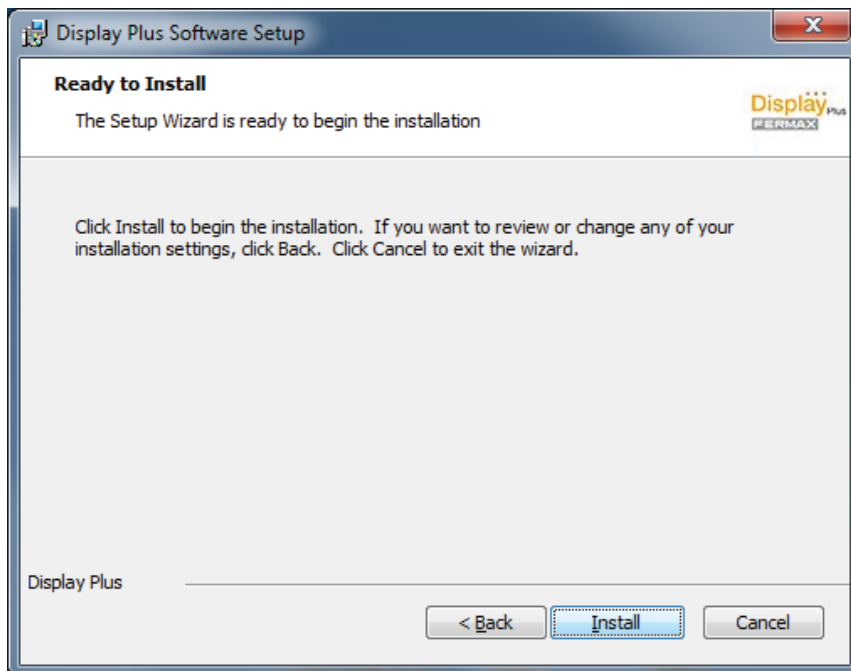 Display Plus Software Setup
Ready to Install
The Setup Wizard is ready to begin the installation
Display Plus
FERMAX
Click Install to begin the installation.  If you want to review or change any of your
installation settings, click Back.  Click Cancel to exit the wizard.
Display Plus
< Back
Install
Cancel